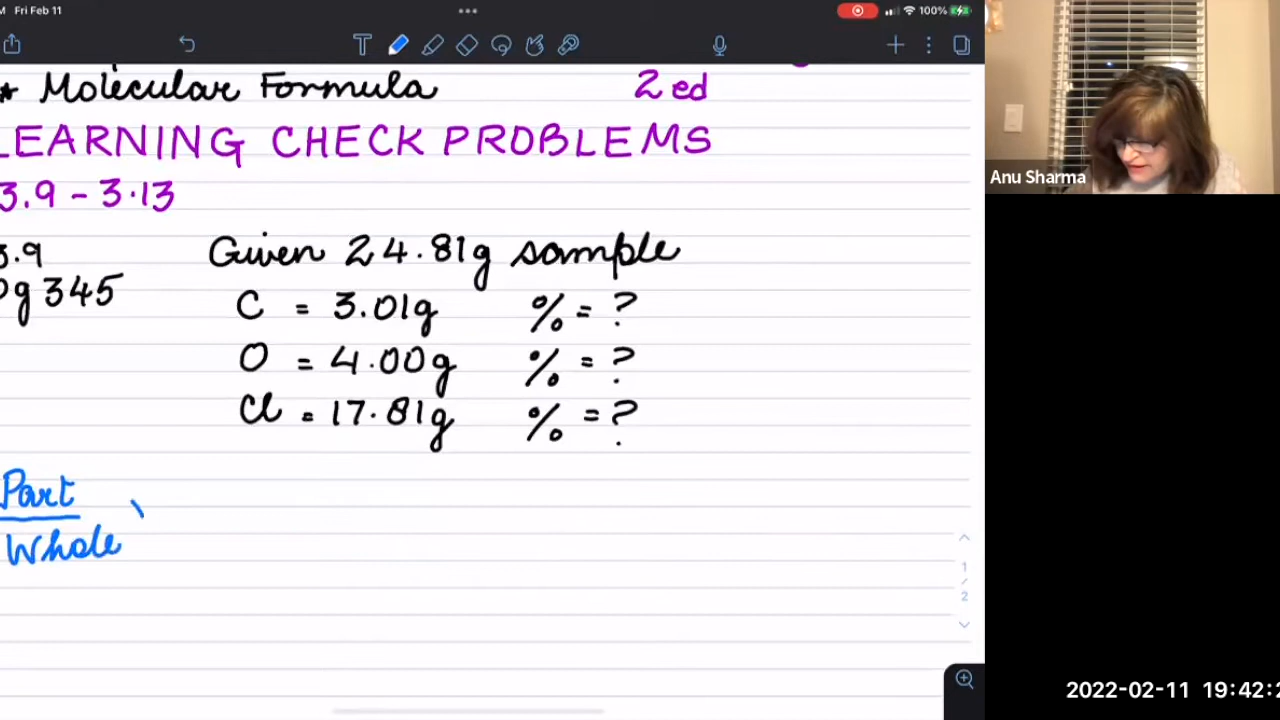 Fri Feb 11
100%
* Molecular Formula
2 ed
LEARNING CHECK PROBLEMS
3.9 - 3.13
3.9
Given 24.81g sample
pg 345
C = 3.01g % = ?
O = 4.00g % = ?
Cl = 17.81g % = ?
Part
Whole
1
/
2
Anu Sharma
2022-02-11 19:42:2